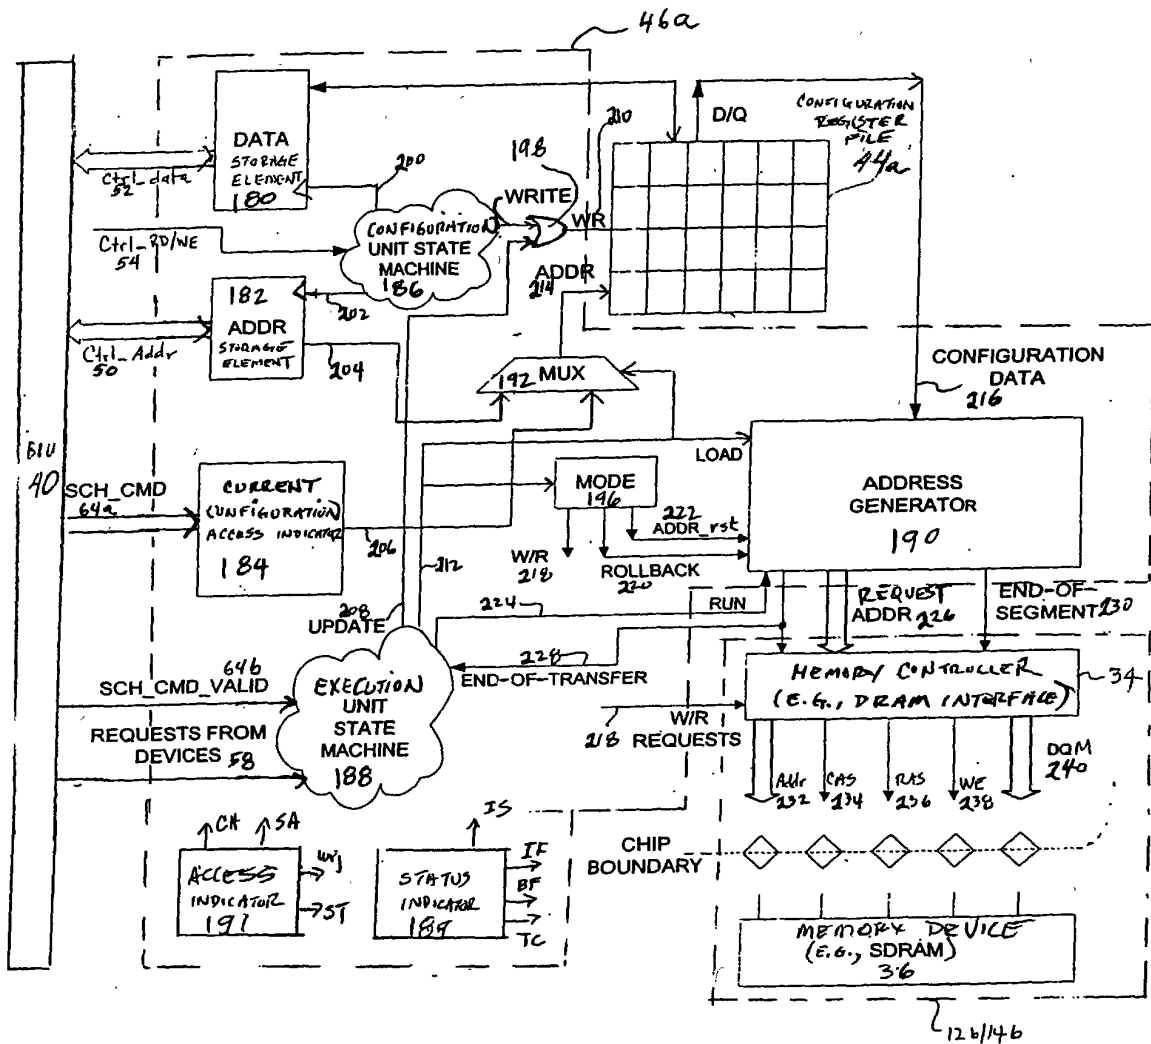 46a
DATA
STORAGE
ELEMENT
180
Ctrl_data
52
200
D/Q
210
CONFIGURATION
REGISTER
FILE
44a
198
WRITE
WR
CONFIGURATION
UNIT STATE
MACHINE
186
Ctrl_RD/WE
54
ADDR
214
182
ADDR
STORAGE
ELEMENT
202
204
Ctrl_Addr
50
192 MUX
CONFIGURATION
DATA
216
BIU
40
SCH_CMD
64a
CURRENT
CONFIGURATION
ACCESS INDICATOR
184
206
212
LOAD
MODE
196
222
ADDR_rst
W/R
218
ROLLBACK
220
ADDRESS
GENERATOR
190
208
UPDATE
224
RUN
REQUEST
ADDR 226
END-OF-
SEGMENT 230
228
END-OF-TRANSFER
64b
SCH_CMD_VALID
REQUESTS FROM
DEVICES 58
EXECUTION
UNIT
STATE
MACHINE
188
MEMORY CONTROLLER
(E.G., DRAM INTERFACE)
34
218
W/R
REQUESTS
Addr
232
CAS
234
RAS
236
WE
238
DQM
240
CH
SA
ACCESS
INDICATOR
191
WJ
ST
IS
STATUS
INDICATOR
189
IF
BF
TC
CHIP
BOUNDARY
MEMORY DEVICE
(E.G., SDRAM)
36
12b/14b